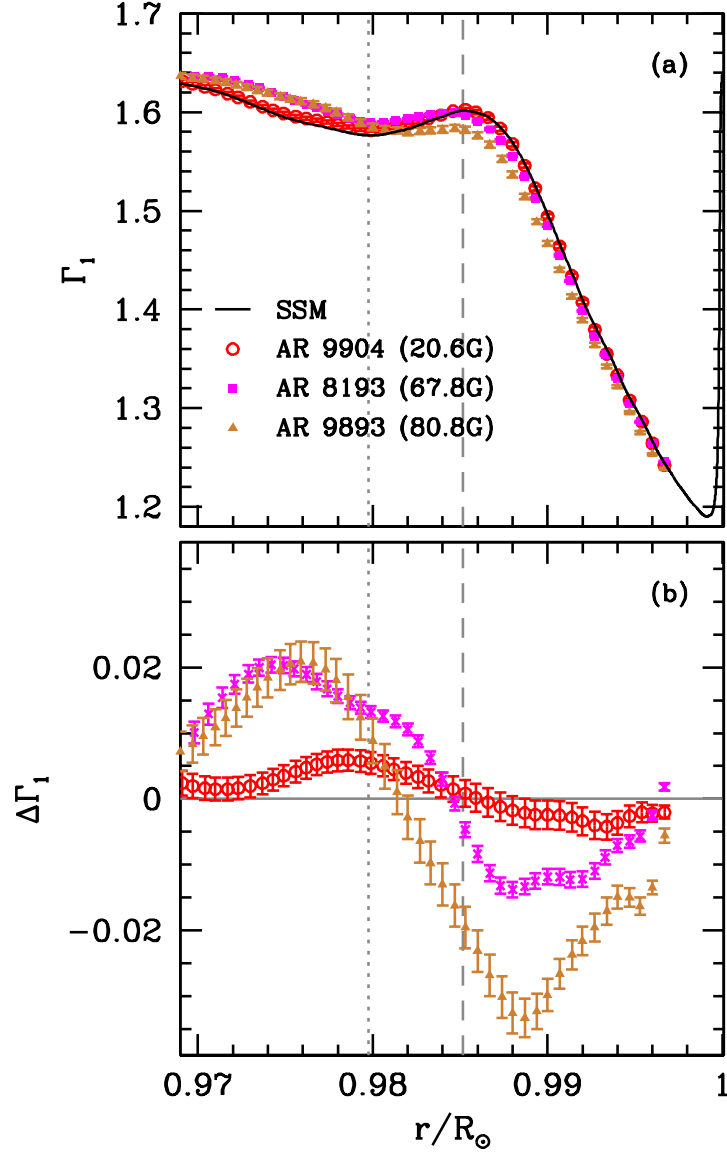 1.7
(a)
1.6
1.5
Γ₁
1.4
1.3
1.2
SSM
AR 9904 (20.6G)
AR 8193 (67.8G)
AR 9893 (80.8G)
(b)
0.02
ΔΓ₁
0
−0.02
0.97 0.98 0.99 1
r/R⊙